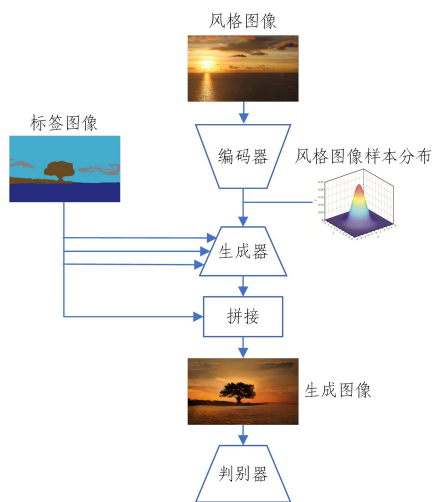 风格图像
标签图像
编码器
风格图像样本分布
生成器
拼接
生成图像
判别器